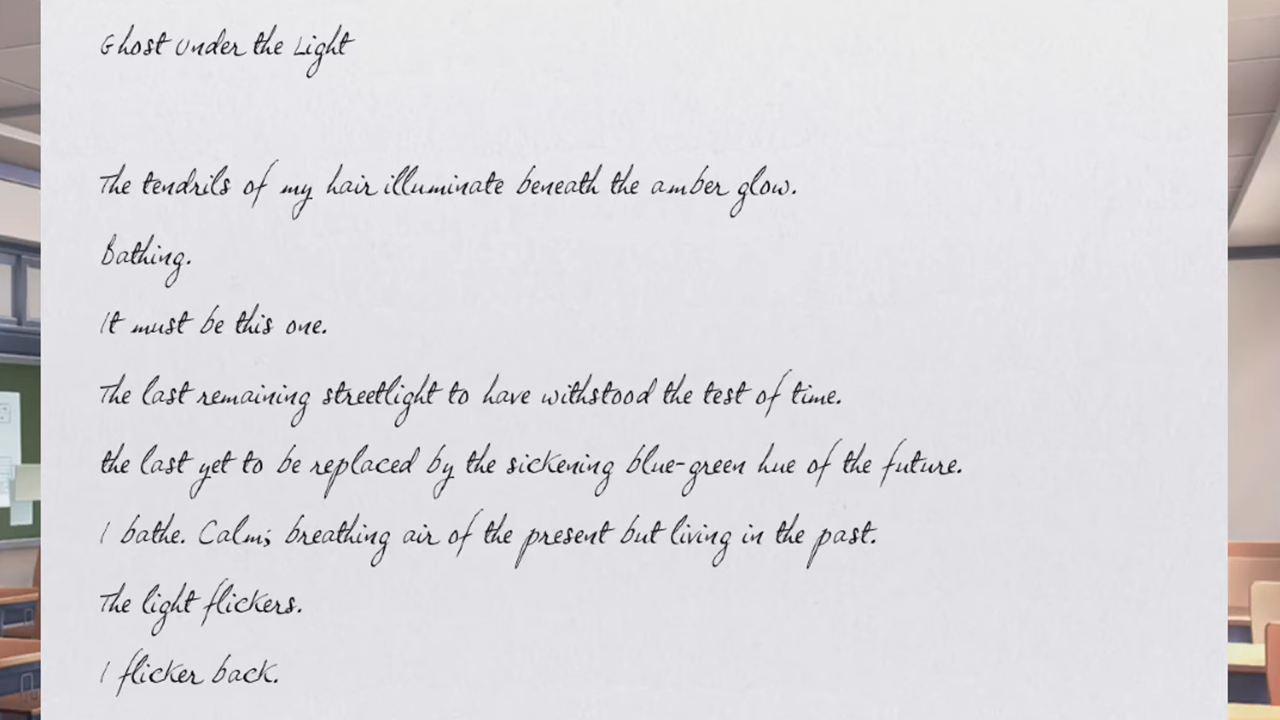 Ghost Under the Light
The tendrils of my hair illuminate beneath the amber glow.
Bathing.
It must be this one.
The last remaining streetlight to have withstood the test of time.
the last yet to be replaced by the sickening blue-green hue of the future.
I bathe. Calm; breathing air of the present but living in the past.
The light flickers.
I flicker back.